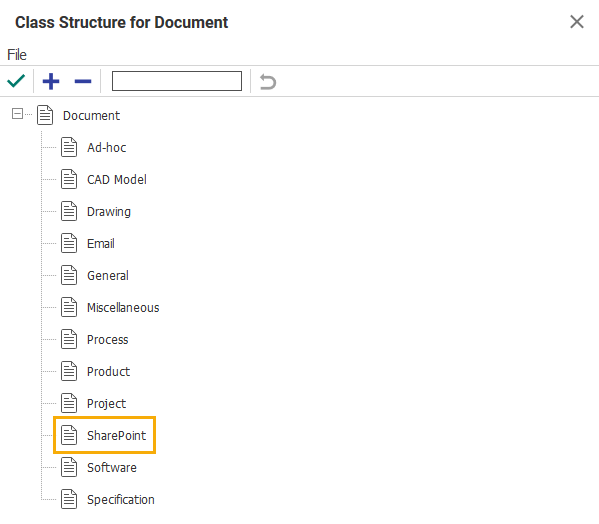 Class Structure for Document
File
Document
Ad-hoc
CAD Model
Drawing
Email
General
Miscellaneous
Process
Product
Project
SharePoint
Software
Specification